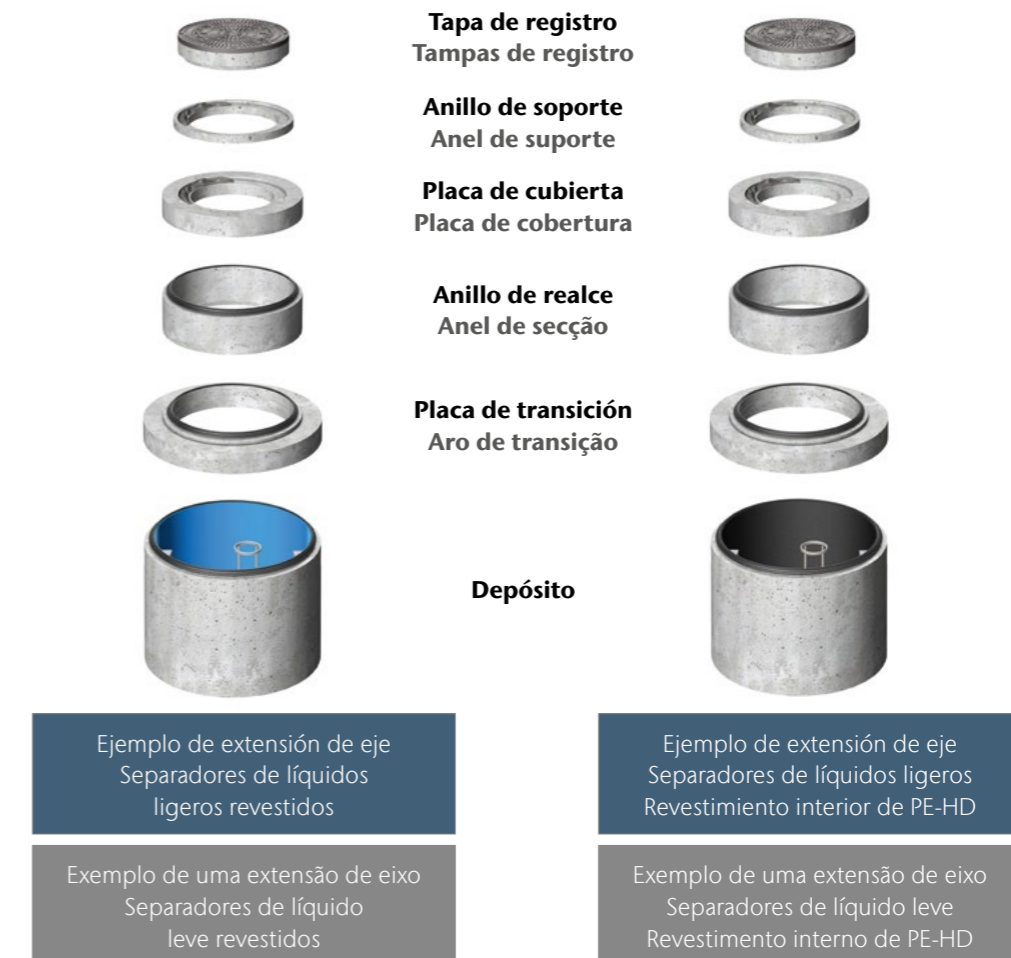 Tapa de registro
Tampas de registro
Anillo de soporte
Anel de suporte
Placa de cubierta
Placa de cobertura
Anillo de realce
Anel de secção
Placa de transición
Aro de transição
Depósito
Ejemplo de extensión de eje
Separadores de líquidos
ligeros revestidos
Ejemplo de extensión de eje
Separadores de líquidos ligeros
Revestimiento interior de PE-HD
Exemplo de uma extensão de eixo
Separadores de líquido
leve revestidos
Exemplo de uma extensão de eixo
Separadores de líquido leve
Revestimento interno de PE-HD